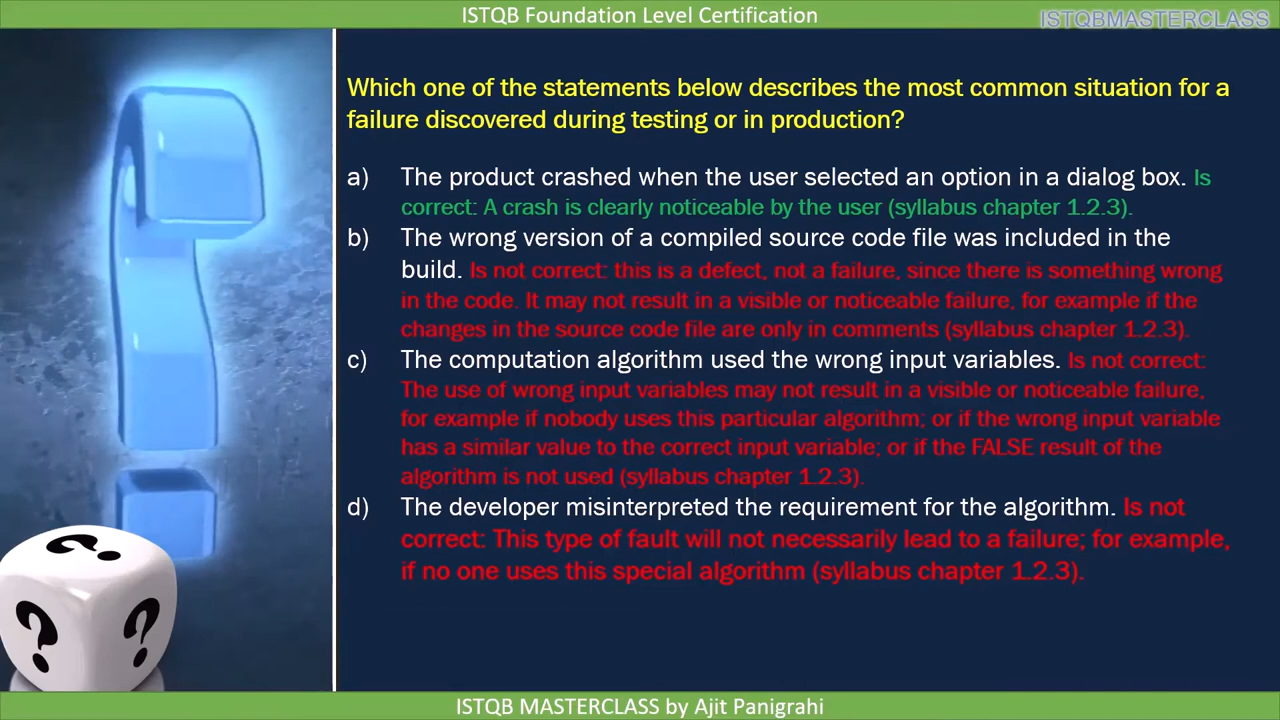 ISTQB Foundation Level Certification
ISTQBMASTERCLASS
Which one of the statements below describes the most common situation for a
failure discovered during testing or in production?
a) The product crashed when the user selected an option in a dialog box. Is
correct: A crash is clearly noticeable by the user (syllabus chapter 1.2.3).
b) The wrong version of a compiled source code file was included in the
build. Is not correct: this is a defect, not a failure, since there is something wrong
in the code. It may not result in a visible or noticeable failure, for example if the
changes in the source code file are only in comments (syllabus chapter 1.2.3).
c) The computation algorithm used the wrong input variables. Is not correct:
The use of wrong input variables may not result in a visible or noticeable failure,
for example if nobody uses this particular algorithm; or if the wrong input variable
has a similar value to the correct input variable; or if the FALSE result of the
algorithm is not used (syllabus chapter 1.2.3).
d) The developer misinterpreted the requirement for the algorithm. Is not
correct: This type of fault will not necessarily lead to a failure; for example,
if no one uses this special algorithm (syllabus chapter 1.2.3).
? ? ?
ISTQB MASTERCLASS by Ajit Panigrahi